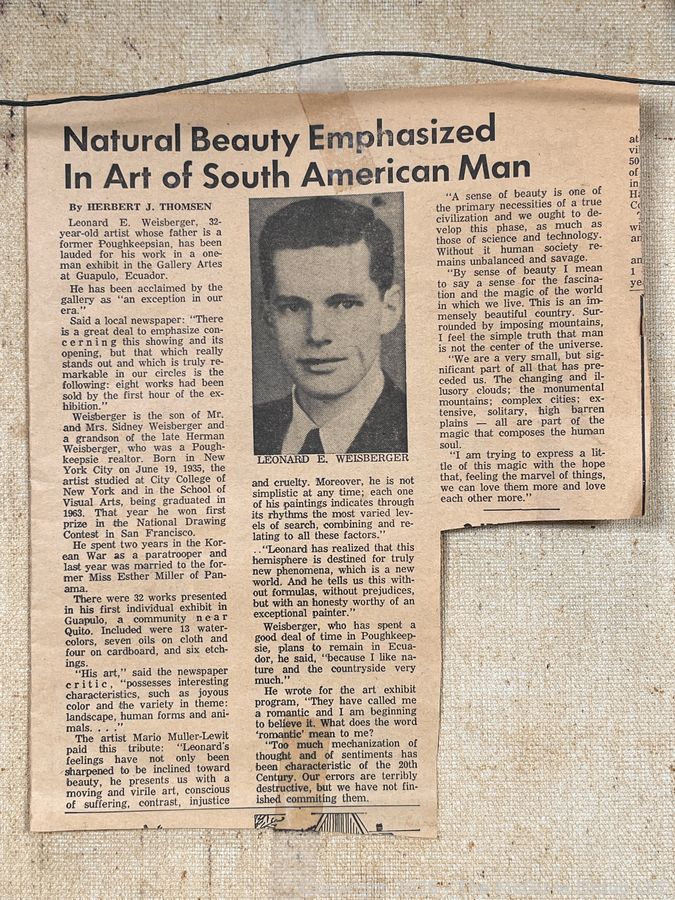 Natural Beauty Emphasized
In Art of South American Man
By HERBERT J. THOMSEN
Leonard E. Weisberger, 32-
year-old artist whose father is a
former Poughkeepsian, has been
lauded for his work in a one-
man exhibit in the Gallery Artes
at Guapulo, Ecuador.
He has been acclaimed by the
gallery as "an exception in our
era."
Said a local newspaper: "There
is a great deal to emphasize con-
cerning this showing and its
opening, but that which really
stands out and which is truly re-
markable in our circles is the
following: eight works had been
sold by the first hour of the ex-
hibition."
Weisberger is the son of Mr.
and Mrs. Sidney Weisberger and
a grandson of the late Herman
Weisberger, who was a Pough-
keepsie realtor. Born in New
York City on June 19, 1935, the
artist studied at City College of
New York and in the School of
Visual Arts, being graduated in
1963. That year he won first
prize in the National Drawing
Contest in San Francisco.
He spent two years in the Kor-
ean War as a paratrooper and
last year was married to the for-
mer Miss Esther Miller of Pan-
ama.
There were 32 works presented
in his first individual exhibit in
Guapulo, a community near
Quito. Included were 13 water-
colors, seven oils on cloth and
four on cardboard, and six etch-
ings.
"His art," said the newspaper
critic, "possesses interesting
characteristics, such as joyous
color and the variety in theme:
landscape, human forms and ani-
mals. . . ."
The artist Mario Muller-Lewit
paid this tribute: "Leonard's
feelings have not only been
sharpened to be inclined toward
beauty, he presents us with a
moving and virile art, conscious
of suffering, contrast, injustice
LEONARD E. WEISBERGER
and cruelty. Moreover, he is not
simplistic at any time; each one
of his paintings indicates through
its rhythms the most varied lev-
els of search, combining and re-
lating to all these factors."
. ."Leonard has realized that this
hemisphere is destined for truly
new phenomena, which is a new
world. And he tells us this with-
out formulas, without prejudices,
but with an honesty worthy of an
exceptional painter."
Weisberger, who has spent a
good deal of time in Poughkeep-
sie, plans to remain in Ecua-
dor, he said, "because I like na-
ture and the countryside very
much."
He wrote for the art exhibit
program, "They have called me
a romantic and I am beginning
to believe it. What does the word
'romantic' mean to me?
"Too much mechanization of
thought and of sentiments has
been characteristic of the 20th
Century. Our errors are terribly
destructive, but we have not fin-
ished commiting them.
"A sense of beauty is one of
the primary necessities of a true
civilization and we ought to de-
velop this phase, as much as
those of science and technology.
Without it human society re-
mains unbalanced and savage.
"By sense of beauty I mean
to say a sense for the fascina-
tion and the magic of the world
in which we live. This is an im-
mensely beautiful country. Sur-
rounded by imposing mountains,
I feel the simple truth that man
is not the center of the universe.
"We are a very small, but sig-
nificant part of all that has pre-
ceded us. The changing and il-
lusory clouds; the monumental
mountains; complex cities; ex-
tensive, solitary, high barren
plains — all are part of the
magic that composes the human
soul.
"I am trying to express a lit-
tle of this magic with the hope
that, feeling the marvel of things,
we can love them more and love
each other more."
at
vi
50
of
in
wi
an
an
1
ye